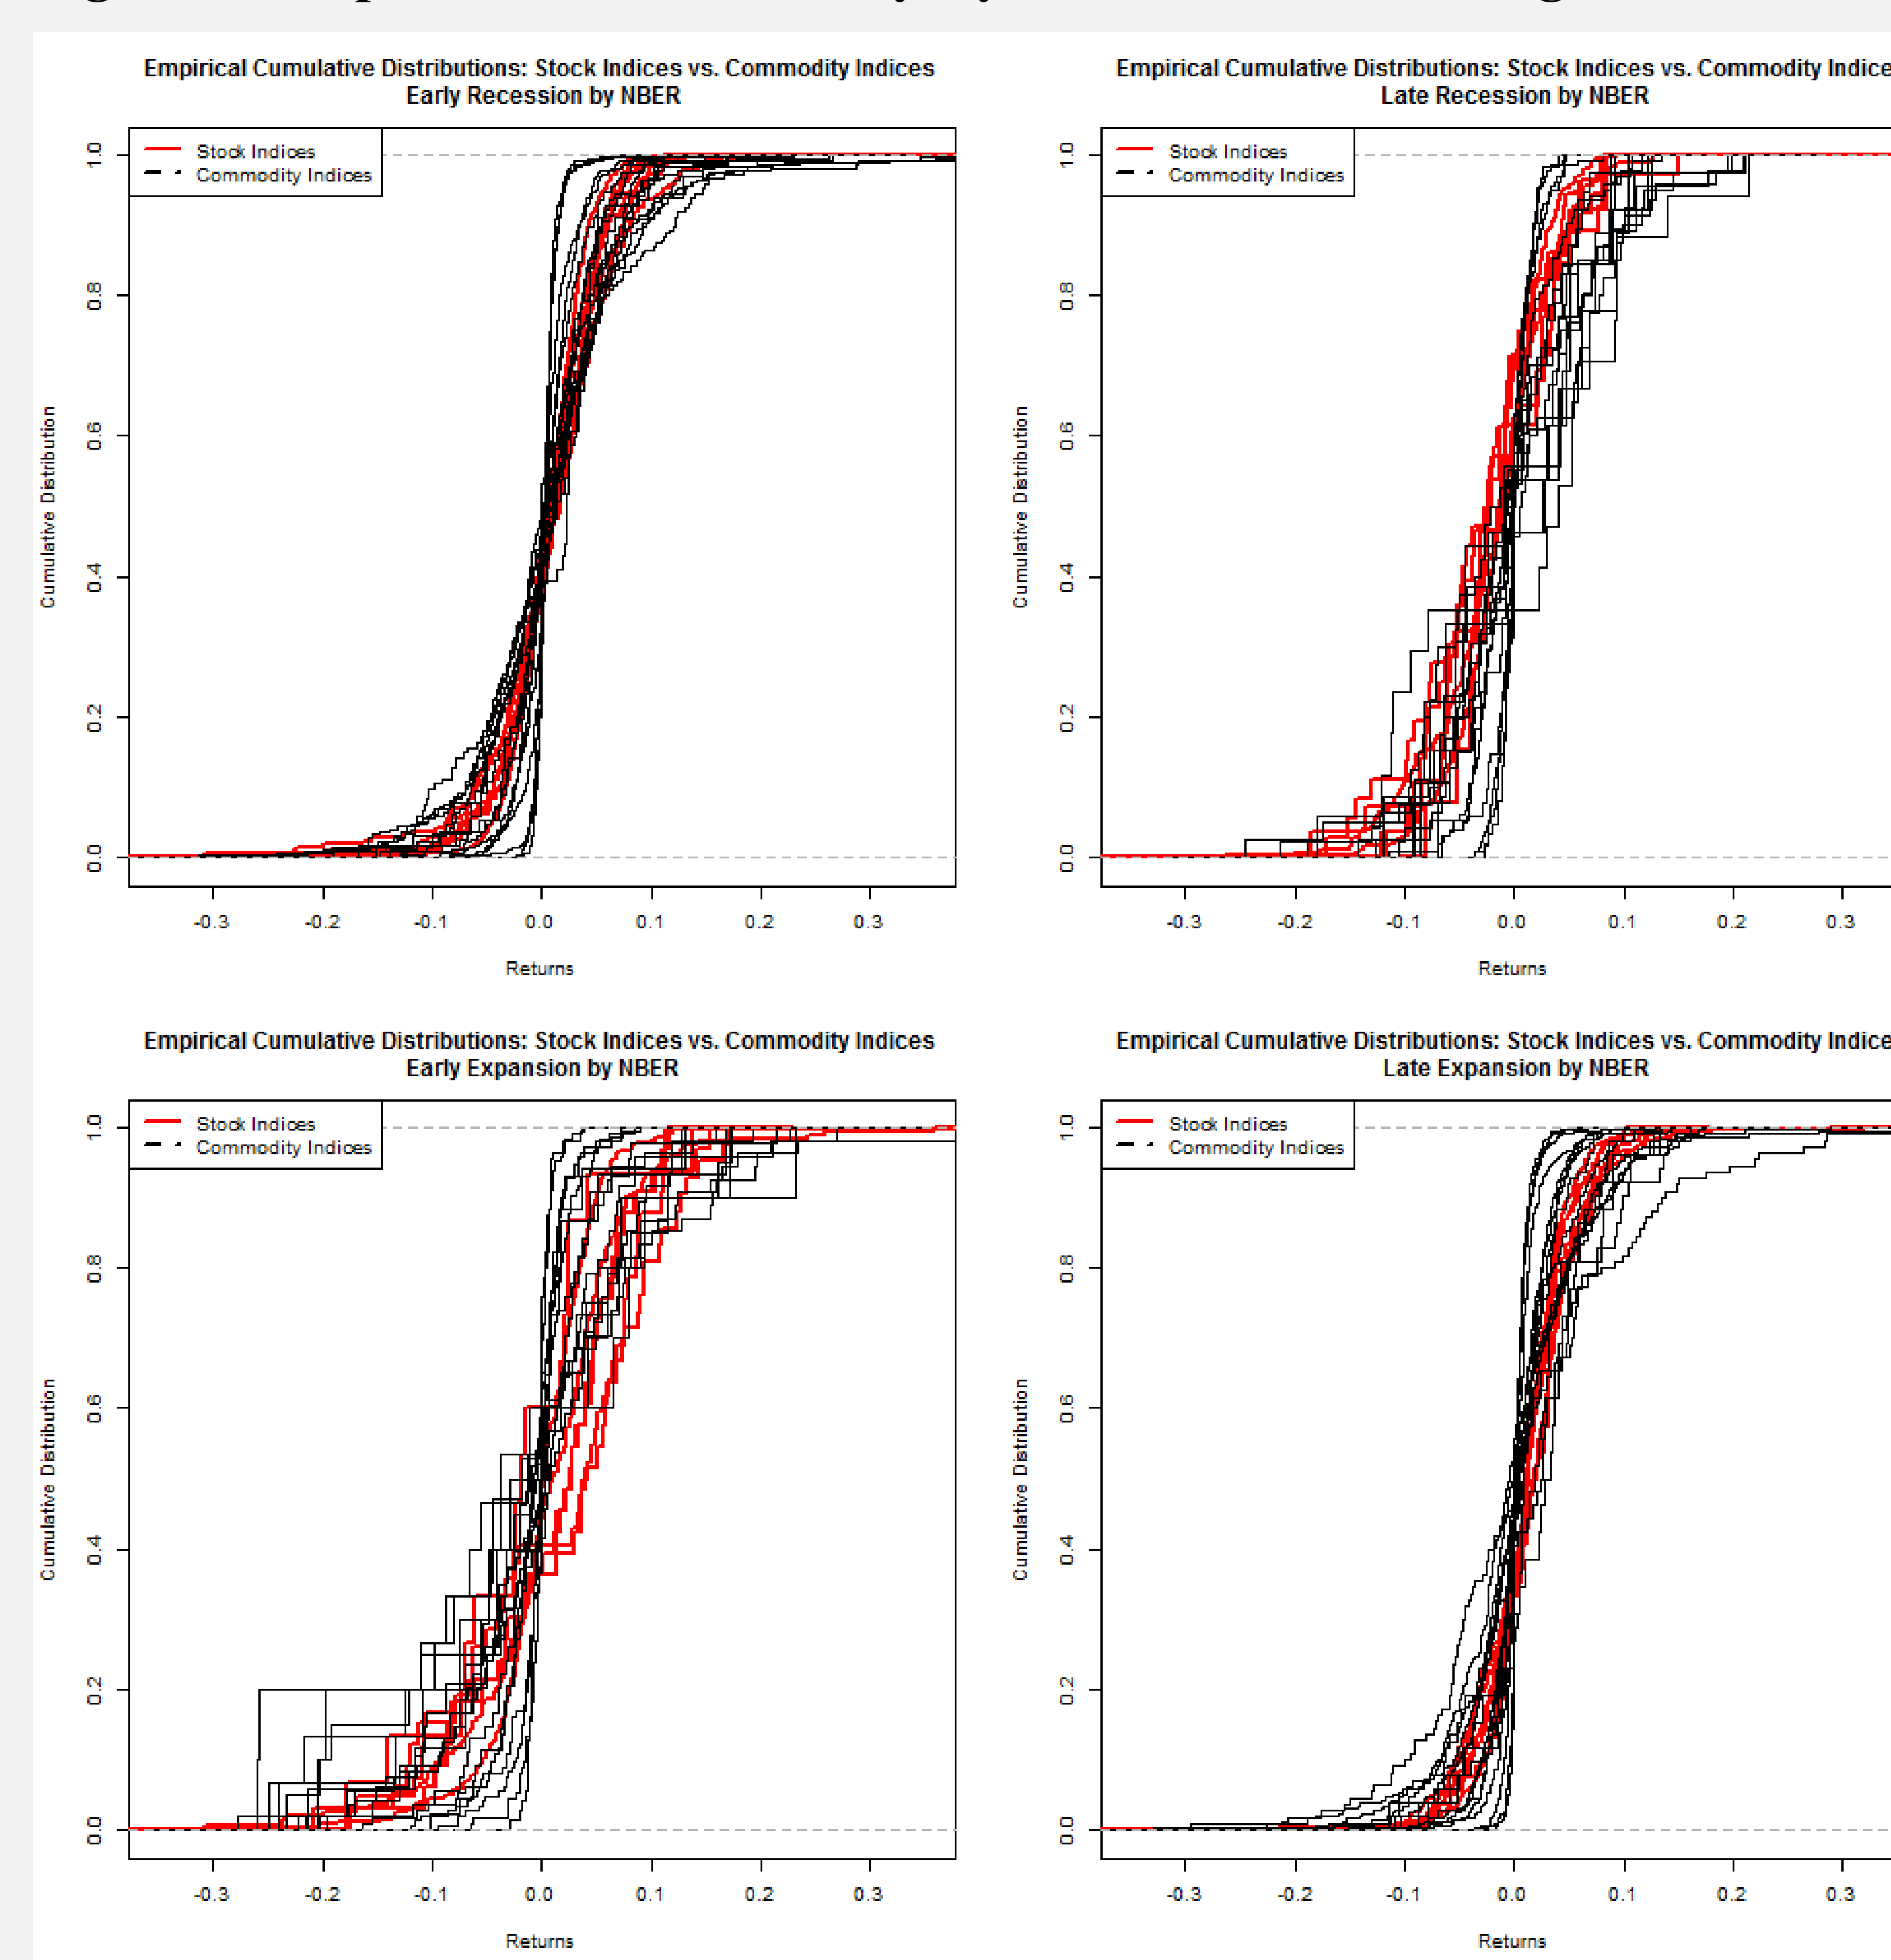 Empirical Cumulative Distributions: Stock Indices vs. Commodity Indices
Early Recession by NBER
Stock Indices
Commodity Indices
Cumulative Distribution
1.0
0.8
0.6
0.4
0.2
0.0
-0.3 -0.2 -0.1 0.0 0.1 0.2 0.3
Returns
Empirical Cumulative Distributions: Stock Indices vs. Commodity Indice
Late Recession by NBER
Stock Indices
Commodity Indices
Cumulative Distribution
1.0
0.8
0.6
0.4
0.2
0.0
-0.3 -0.2 -0.1 0.0 0.1 0.2 0.3
Returns
Empirical Cumulative Distributions: Stock Indices vs. Commodity Indices
Early Expansion by NBER
Stock Indices
Commodity Indices
Cumulative Distribution
1.0
0.8
0.6
0.4
0.2
0.0
-0.3 -0.2 -0.1 0.0 0.1 0.2 0.3
Returns
Empirical Cumulative Distributions: Stock Indices vs. Commodity Indice
Late Expansion by NBER
Stock Indices
Commodity Indices
Cumulative Distribution
1.0
0.8
0.6
0.4
0.2
0.0
-0.3 -0.2 -0.1 0.0 0.1 0.2 0.3
Returns